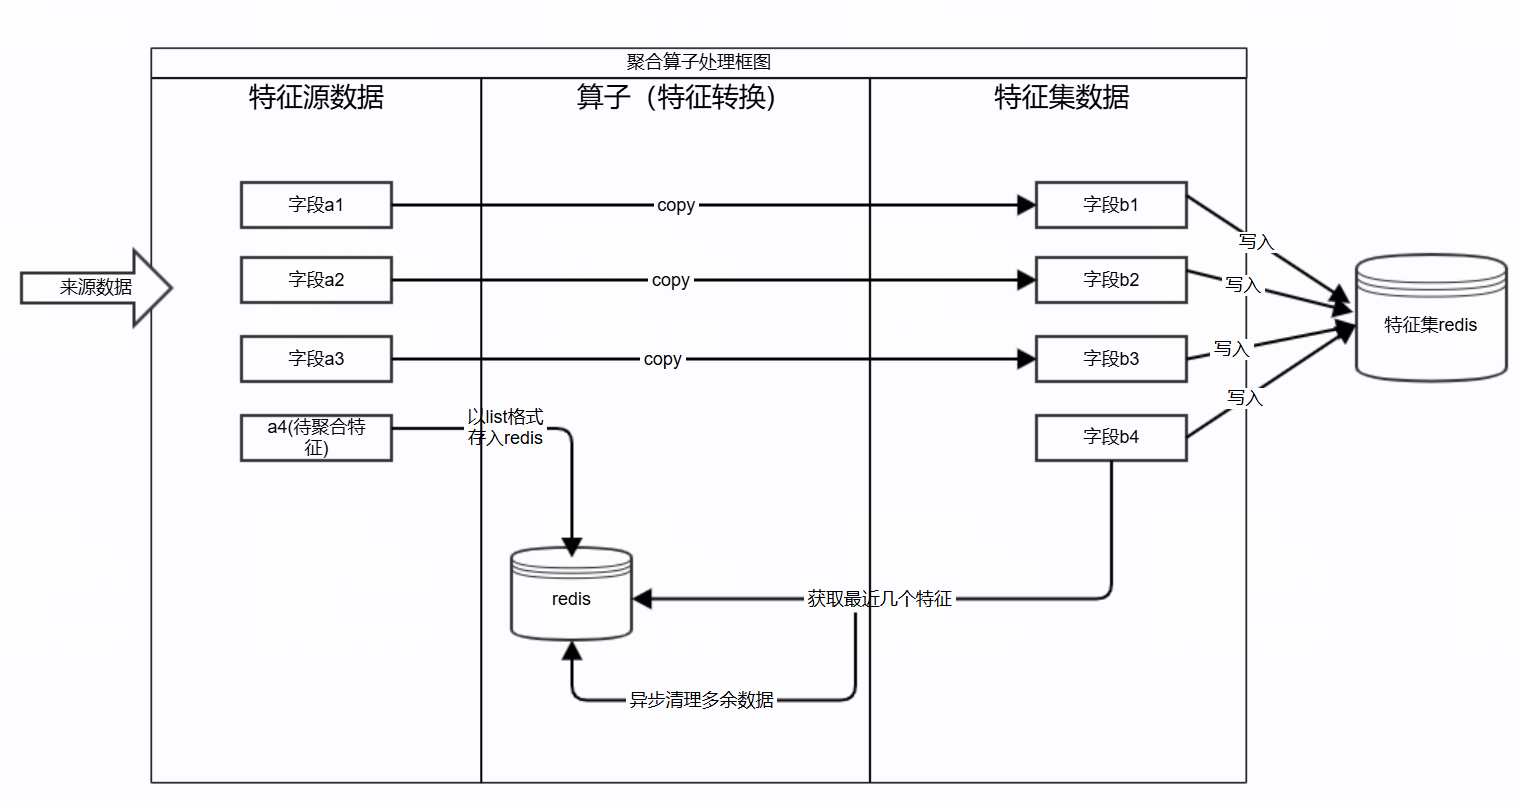 聚合算子处理框图
特征源数据
算子（特征转换）
特征集数据
来源数据
字段a1
copy
字段b1
写入
字段a2
copy
字段b2
写入
特征集redis
字段a3
copy
字段b3
写入
a4(待聚合特
征)
以list格式
存入redis
字段b4
写入
redis
获取最近几个特征
异步清理多余数据